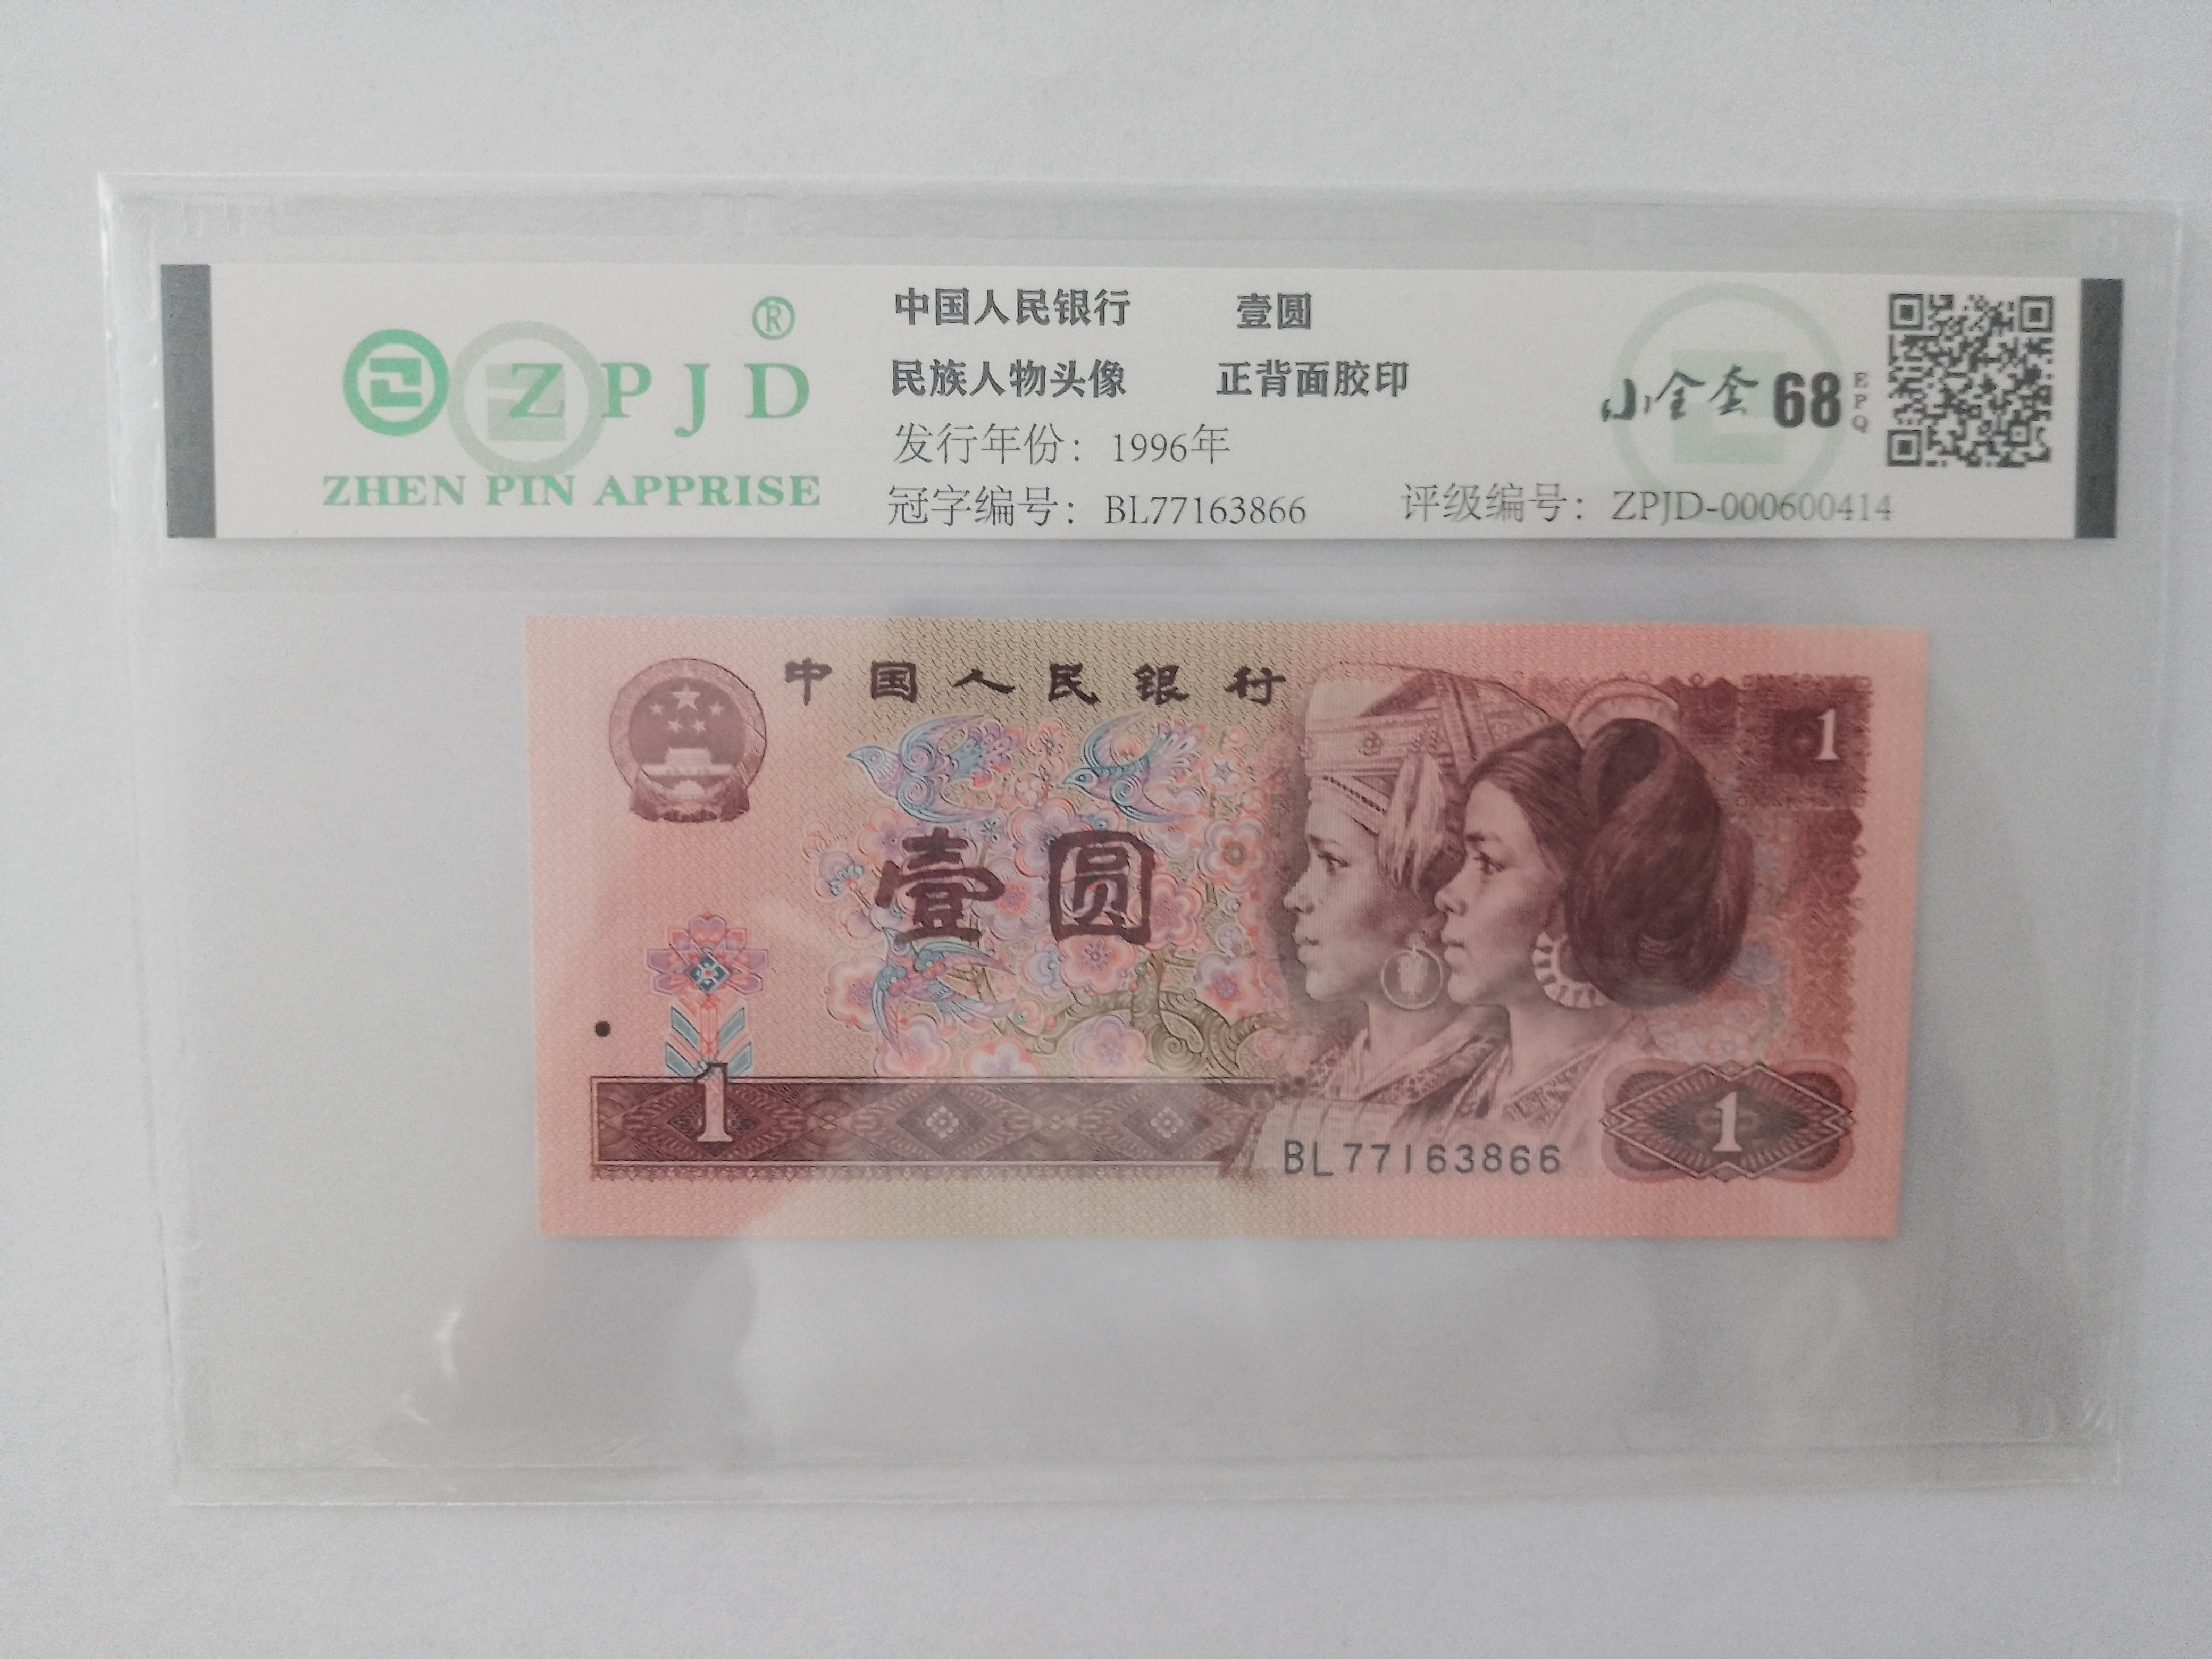 ZPJD®
ZHEN PIN APPRISE
中国人民银行 壹圆
民族人物头像 正背面胶印
发行年份：1996年
冠字编号：BL77163866 评级编号：ZPJD-000600414
小全套 68 EPQ
中国人民银行
1
壹圆
1
1
BL77163866